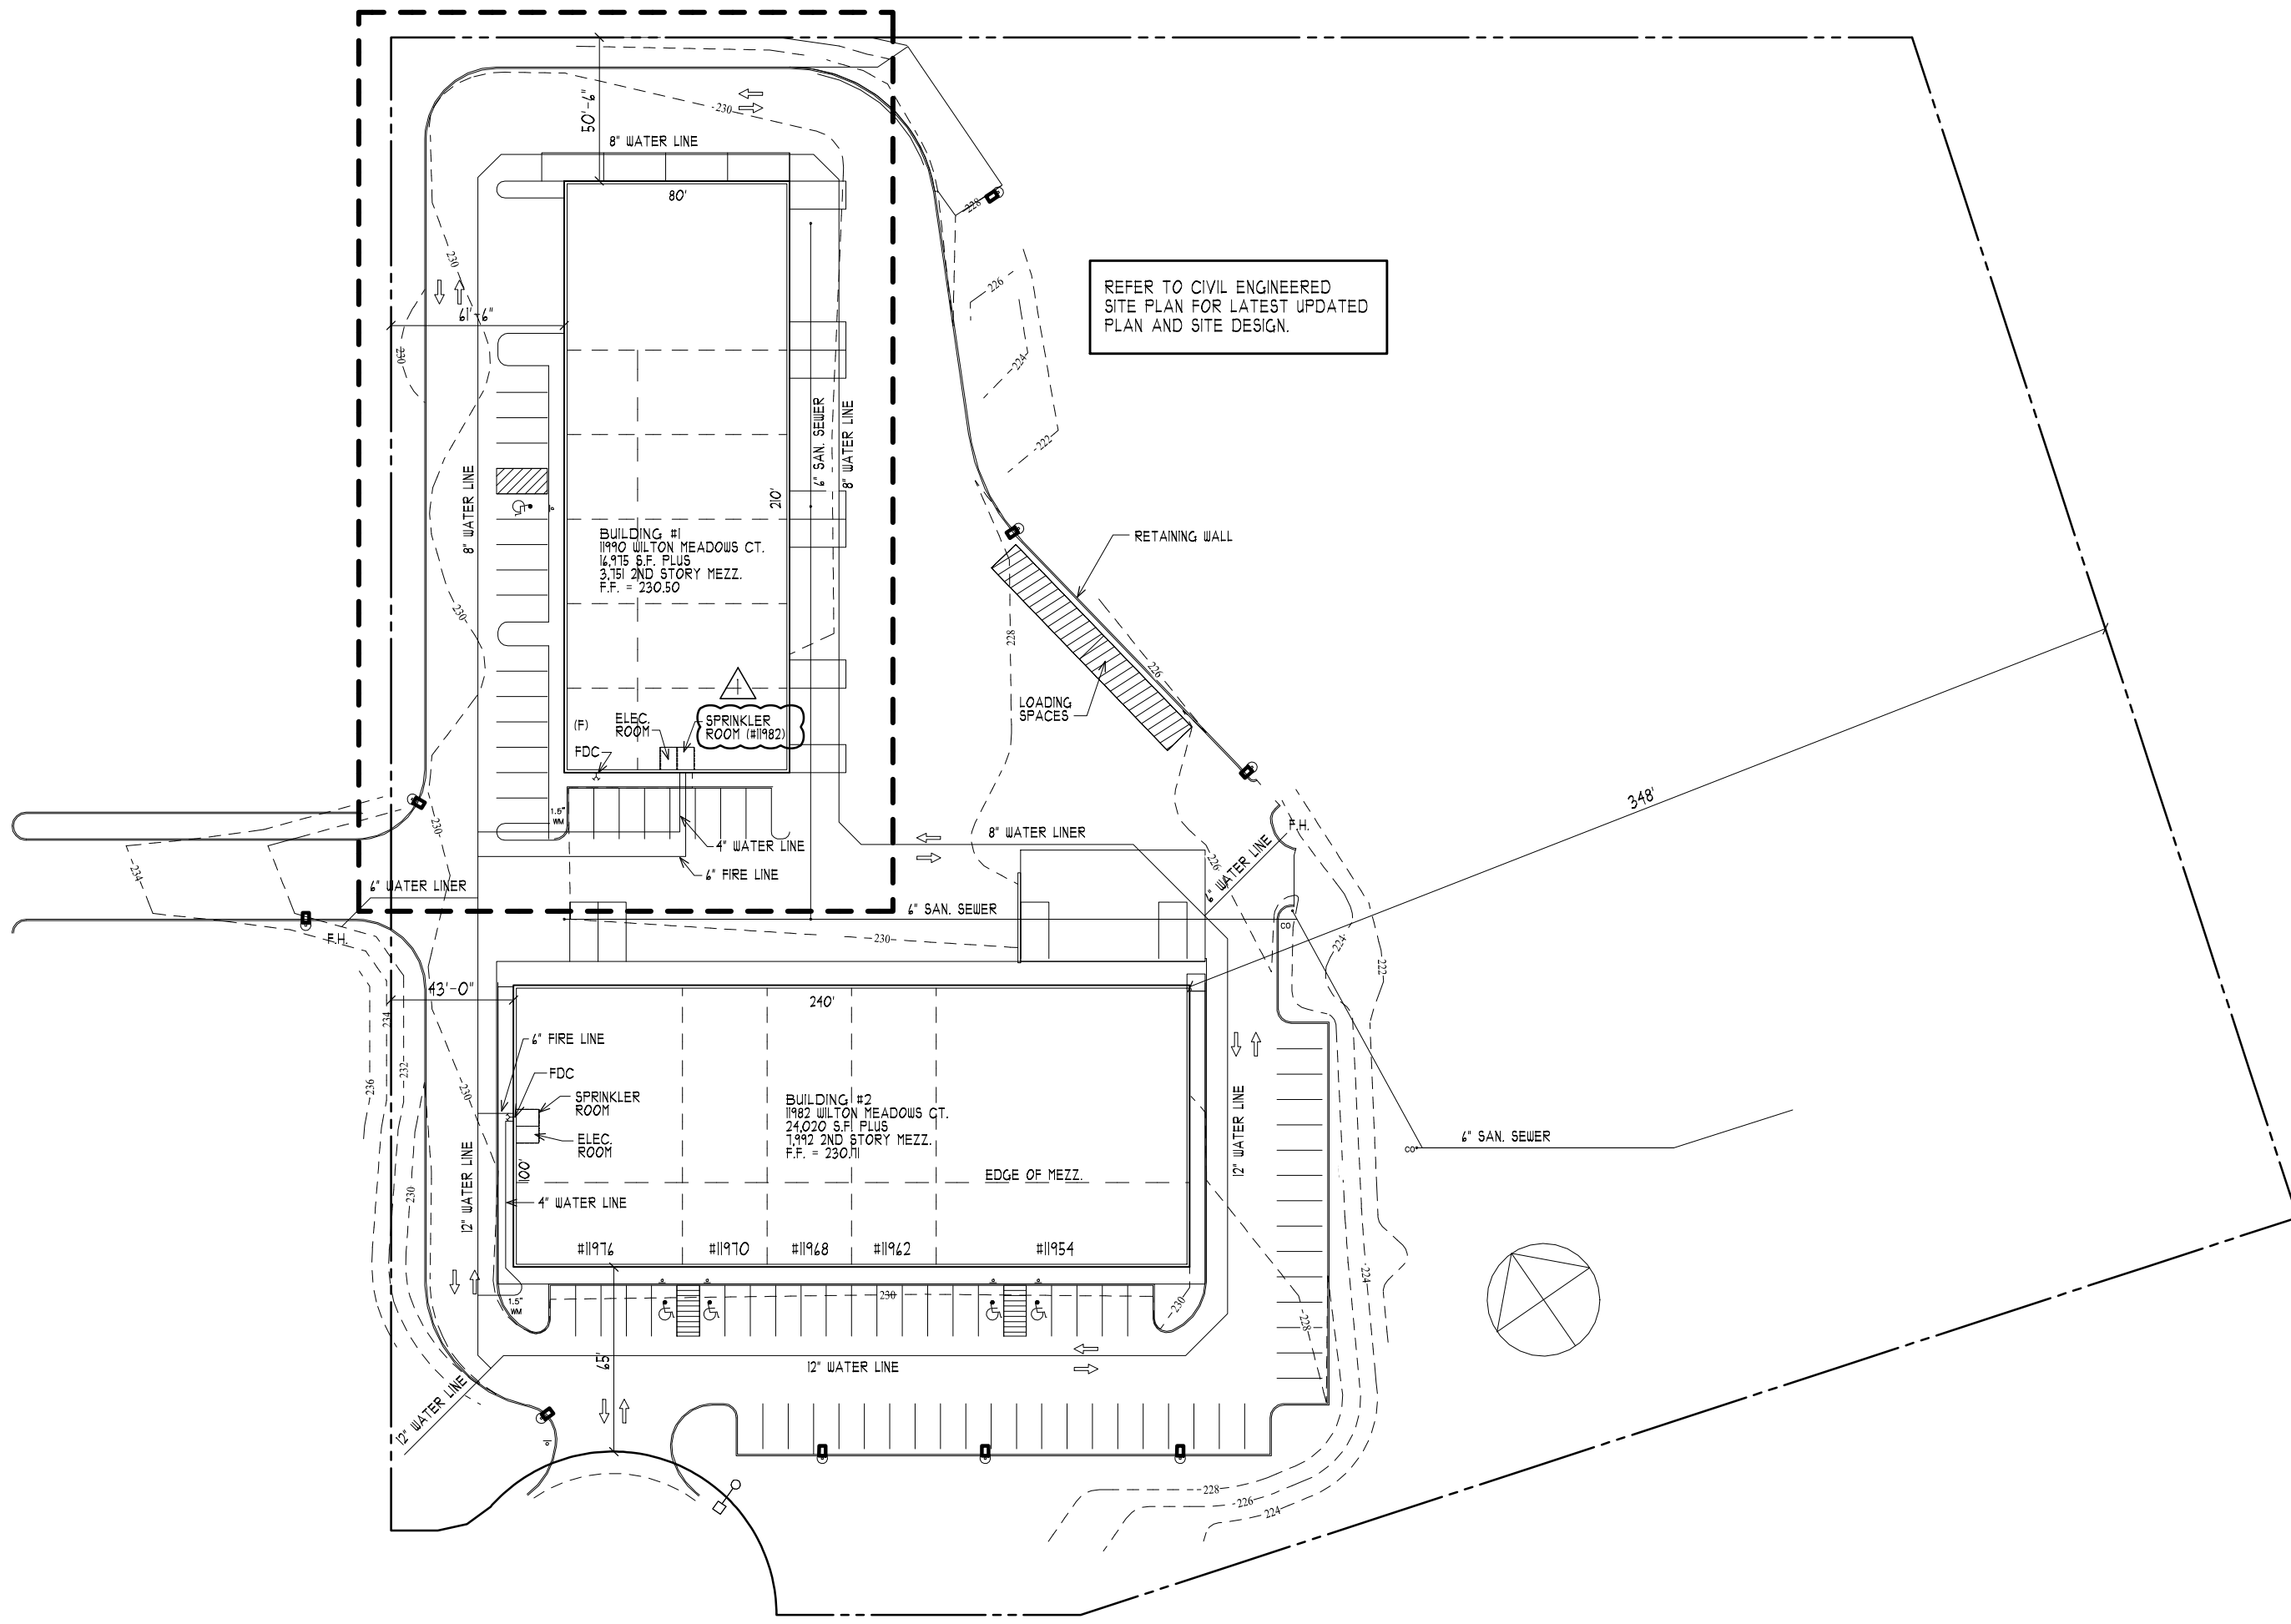 50'-6"
-230-
8" WATER LINE
80'
-228-
230
61'-6"
226
REFER TO CIVIL ENGINEERED
SITE PLAN FOR LATEST UPDATED
PLAN AND SITE DESIGN.
230
-224
-222-
8" WATER LINE
6" SAN. SEWER
8" WATER LINE
210'
BUILDING #1
11990 WILTON MEADOWS CT.
16,975 S.F. PLUS
3,751 2ND STORY MEZZ.
F.F. = 230.50
RETAINING WALL
230
228
226
LOADING
SPACES
(F)
ELEC.
ROOM
SPRINKLER
ROOM (#11982)
FDC
348'
1.5"
WM
-230-
4" WATER LINE
8" WATER LINER
F.H.
6" FIRE LINE
-234-
6" WATER LINER
226
6" WATER LINE
6" SAN. SEWER
F.H.
-230-
CO
224
222
43'-0"
240'
234
236
232
6" FIRE LINE
FDC
SPRINKLER
ROOM
ELEC.
ROOM
230
100'
BUILDING #2
11982 WILTON MEADOWS CT.
24,020 S.F. PLUS
7,992 2ND STORY MEZZ.
F.F. = 230.11
12" WATER LINE
12" WATER LINE
230
EDGE OF MEZZ.
4" WATER LINE
6" SAN. SEWER
CO
#11976
#11970
#11968
#11962
#11954
1.5"
WM
230
-230-
-228-
-224
65'
12" WATER LINE
12" WATER LINE
-228-
-226-
-224-